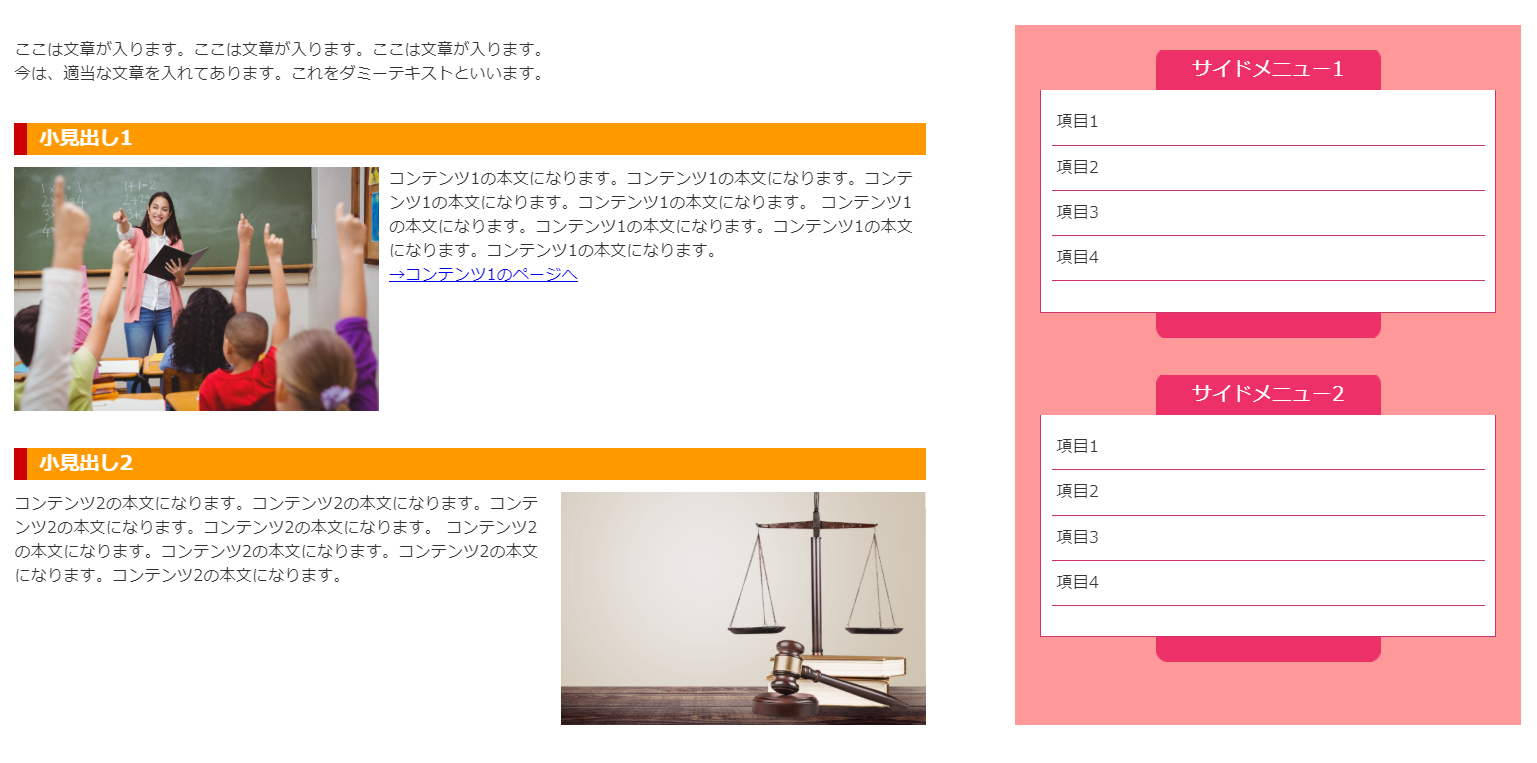 ここは文章が入ります。ここは文章が入ります。ここは文章が入ります。
今は、適当な文章を入れてあります。これをダミーテキストといいます。
小見出し1
1+1=2
コンテンツ1の本文になります。コンテンツ1の本文になります。コンテ
ンツ1の本文になります。コンテンツ1の本文になります。 コンテンツ1
の本文になります。コンテンツ1の本文になります。コンテンツ1の本文
になります。コンテンツ1の本文になります。
→コンテンツ1のページへ
小見出し2
コンテンツ2の本文になります。コンテンツ2の本文になります。コンテ
ンツ2の本文になります。コンテンツ2の本文になります。 コンテンツ2
の本文になります。コンテンツ2の本文になります。コンテンツ2の本文
になります。コンテンツ2の本文になります。
サイドメニュー1
項目1
項目2
項目3
項目4
サイドメニュー2
項目1
項目2
項目3
項目4